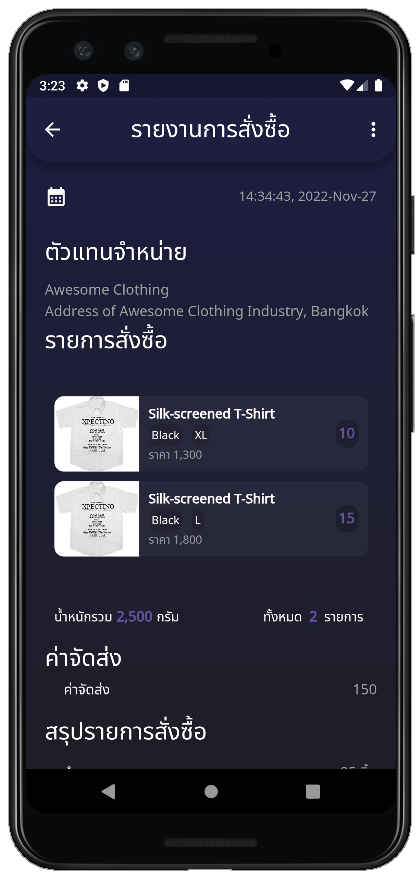 3:23
รายงานการสั่งซื้อ
14:34:43, 2022-Nov-27
ตัวแทนจำหน่าย
Awesome Clothing
Address of Awesome Clothing Industry, Bangkok
รายการสั่งซื้อ
Silk-screened T-Shirt
Black XL
10
ราคา 1,300
Silk-screened T-Shirt
Black L
15
ราคา 1,800
น้ำหนักรวม 2,500 กรัม ทั้งหมด 2 รายการ
ค่าจัดส่ง
ค่าจัดส่ง 150
สรุปรายการสั่งซื้อ